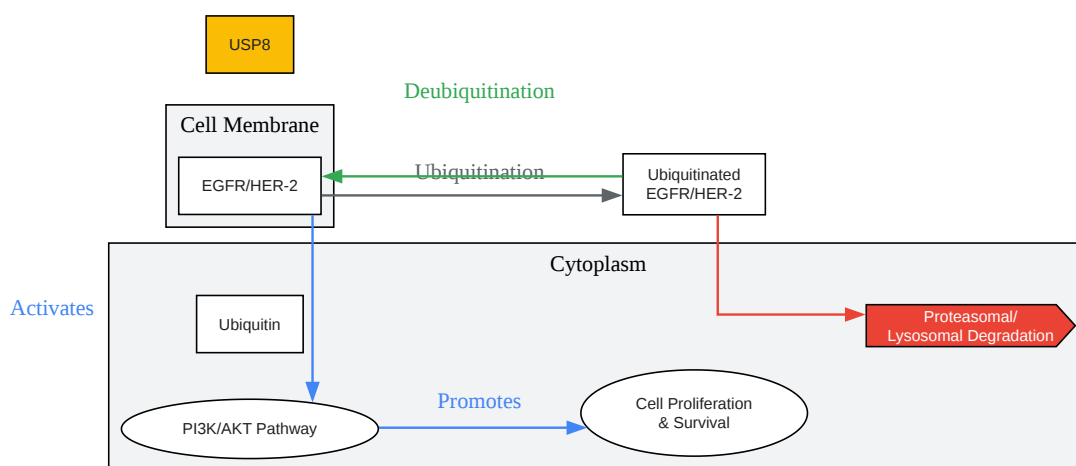 USP8
Deubiquitination
Cell Membrane
Ubiquitination
EGFR/HER-2
Ubiquitinated
EGFR/HER-2
Cytoplasm
Activates
Ubiquitin
Proteasomal/
Lysosomal Degradation
Promotes
Cell Proliferation
& Survival
PI3K/AKT Pathway